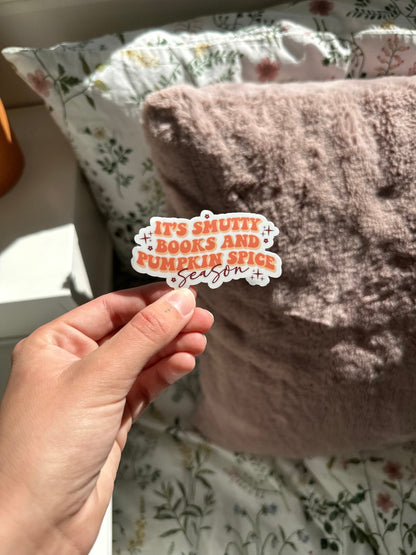 IT'S SMUTTY
BOOKS AND
PUMPKIN SPICE
season